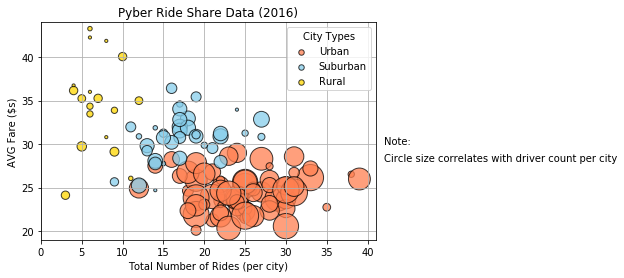 Pyber Ride Share Data (2016)
City Types
Urban
Suburban
Rural
AVG Fare ($s)
40
35
30
25
20
0
5
10
15
20
25
30
35
40
Total Number of Rides (per city)
Note:
Circle size correlates with driver count per city